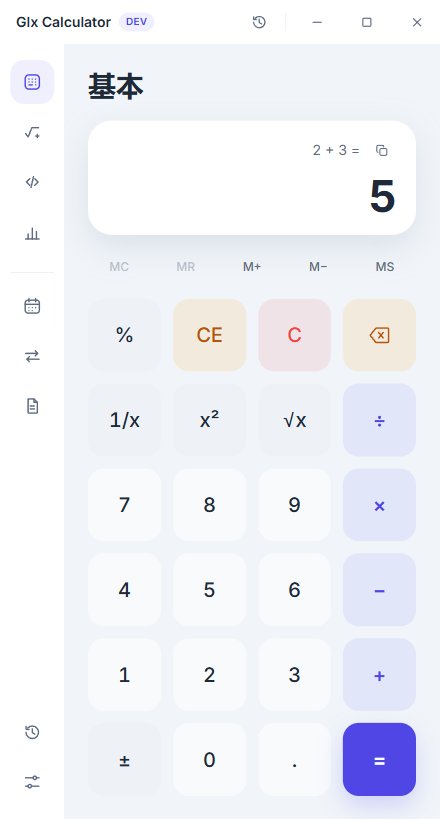 Glx Calculator DEV
基本
2 + 3 =
5
MC MR M+ M− MS
% CE C
1/x x² √x ÷
7 8 9 ×
4 5 6 −
1 2 3 +
± 0 . =